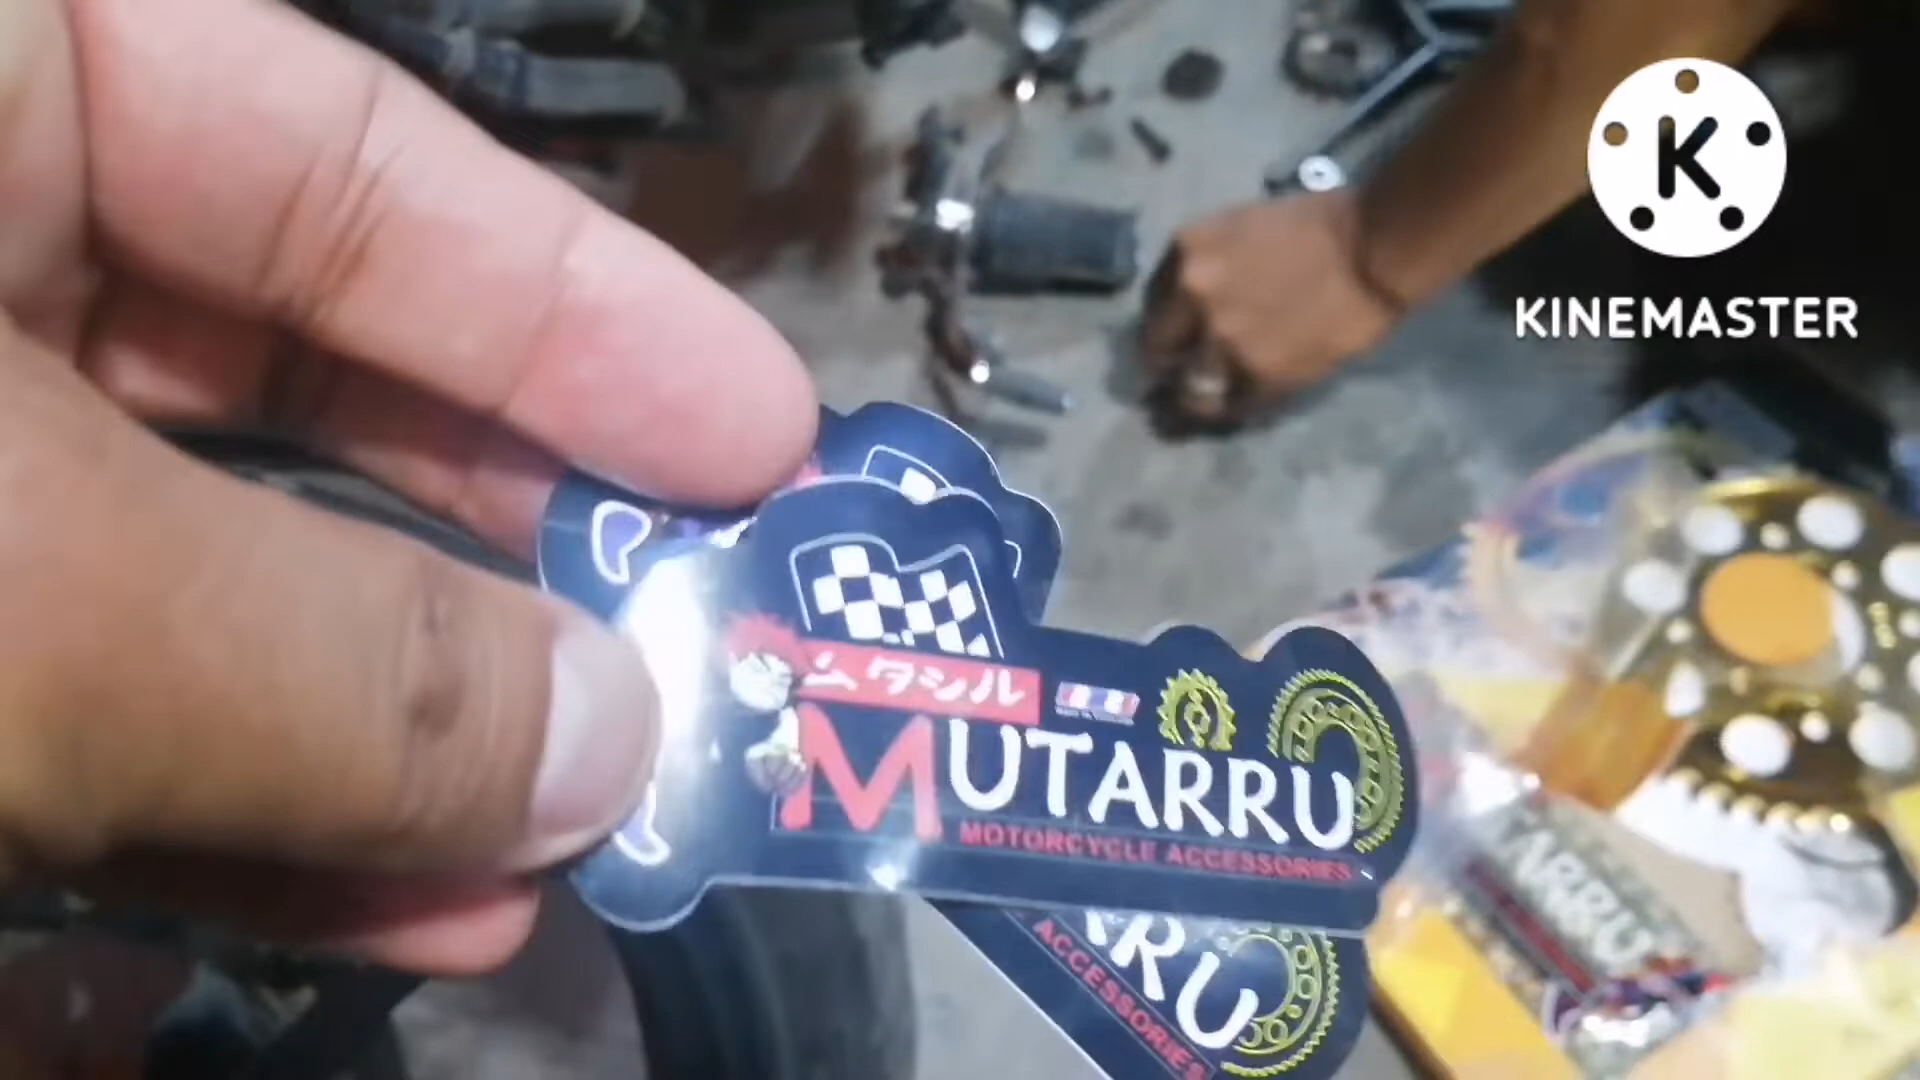 K
KINEMASTER
ムタシル
MUTARRU
MOTORCYCLE ACCESSORIES
RRU
ACCESSORIES
ARRU